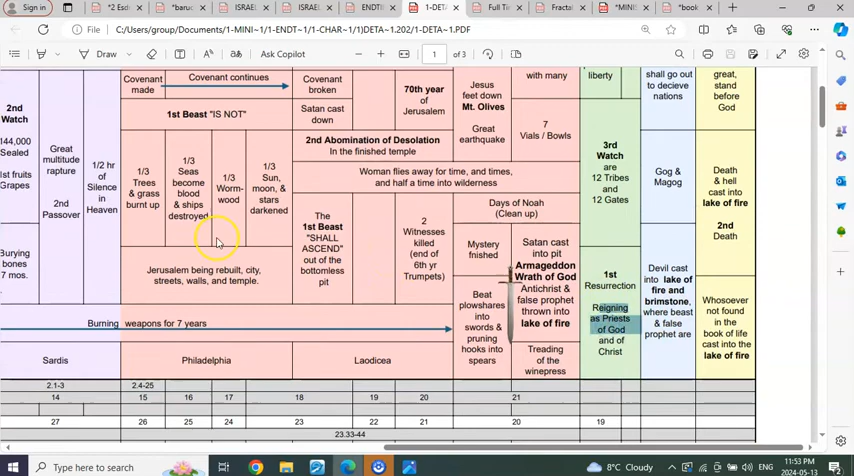 Sign in
*2 Esd
*baruc
ISRAEL
ISRAEL
ENDTI
1-DETA
Full Tim
Fractal
*MINIS
*book
File
C:/Users/group/Documents/1-MINI~1/1-ENDT~1/1-CHAR~1/1)DETA~1.202/1-DETA~1.PDF
Draw
Ask Copilot
1
of 3
2nd
Watch
144,000
Sealed
1st fruits
Grapes
Burying
bones
7 mos.
Great
multitude
rapture
2nd
Passover
1/2 hr
of
Silence
in
Heaven
Covenant
made
Covenant continues
1st Beast "IS NOT"
1/3
Trees
& grass
burnt up
1/3
Seas
become
blood
& ships
destroyed
1/3
Worm-
wood
1/3
Sun,
moon, &
stars
darkened
Jerusalem being rebuilt, city,
streets, walls, and temple.
Burning weapons for 7 years
Covenant
broken
Satan cast
down
70th year
of
Jerusalem
2nd Abomination of Desolation
In the finished temple
Woman flies away for time, and times,
and half a time into wilderness
The
1st Beast
"SHALL
ASCEND"
out of the
bottomless
pit
2
Witnesses
killed
(end of
6th yr
Trumpets)
Jesus
feet down
Mt. Olives
Great
earthquake
with many
7
Vials / Bowls
Days of Noah
(Clean up)
Mystery
fnished
Beat
plowshares
into
swords &
pruning
hooks into
spears
Satan cast
into pit
Armageddon
Wrath of God
Antichrist &
false prophet
thrown into
lake of fire
Treading
of the
winepress
liberty
3rd
Watch
are
12 Tribes
and
12 Gates
1st
Resurrection
Reigning
as Priests
of God
and of
Christ
shall go out
to decieve
nations
Gog &
Magog
Devil cast
into lake
of fire and
brimstone,
where beast
& false
prophet are
great,
stand
before
God
Death
& hell
cast into
lake of fire
2nd
Death
Whosoever
not found
in the
book of life
cast into the
lake of fire
Sardis
Philadelphia
Laodicea
2.1-3
2.4-25
14
15
16
17
18
19
20
21
27
26
25
24
23
22
21
20
19
23.33-44
Type here to search
8°C Cloudy
ENG
11:53 PM
2024-05-13